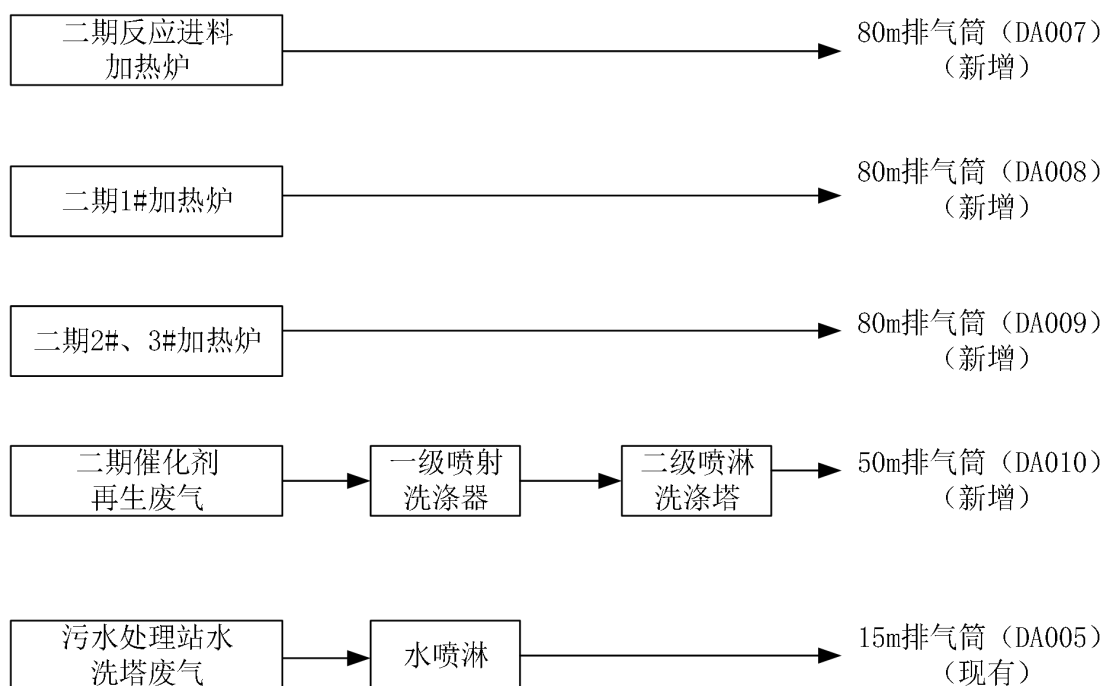 二期反应进料
加热炉
80m排气筒（DA007）
（新增）
二期1#加热炉
80m排气筒（DA008）
（新增）
二期2#、3#加热炉
80m排气筒（DA009）
（新增）
二期催化剂
再生废气
一级喷射
洗涤器
二级喷淋
洗涤塔
50m排气筒（DA010）
（新增）
污水处理站水
洗塔废气
水喷淋
15m排气筒（DA005）
（现有）